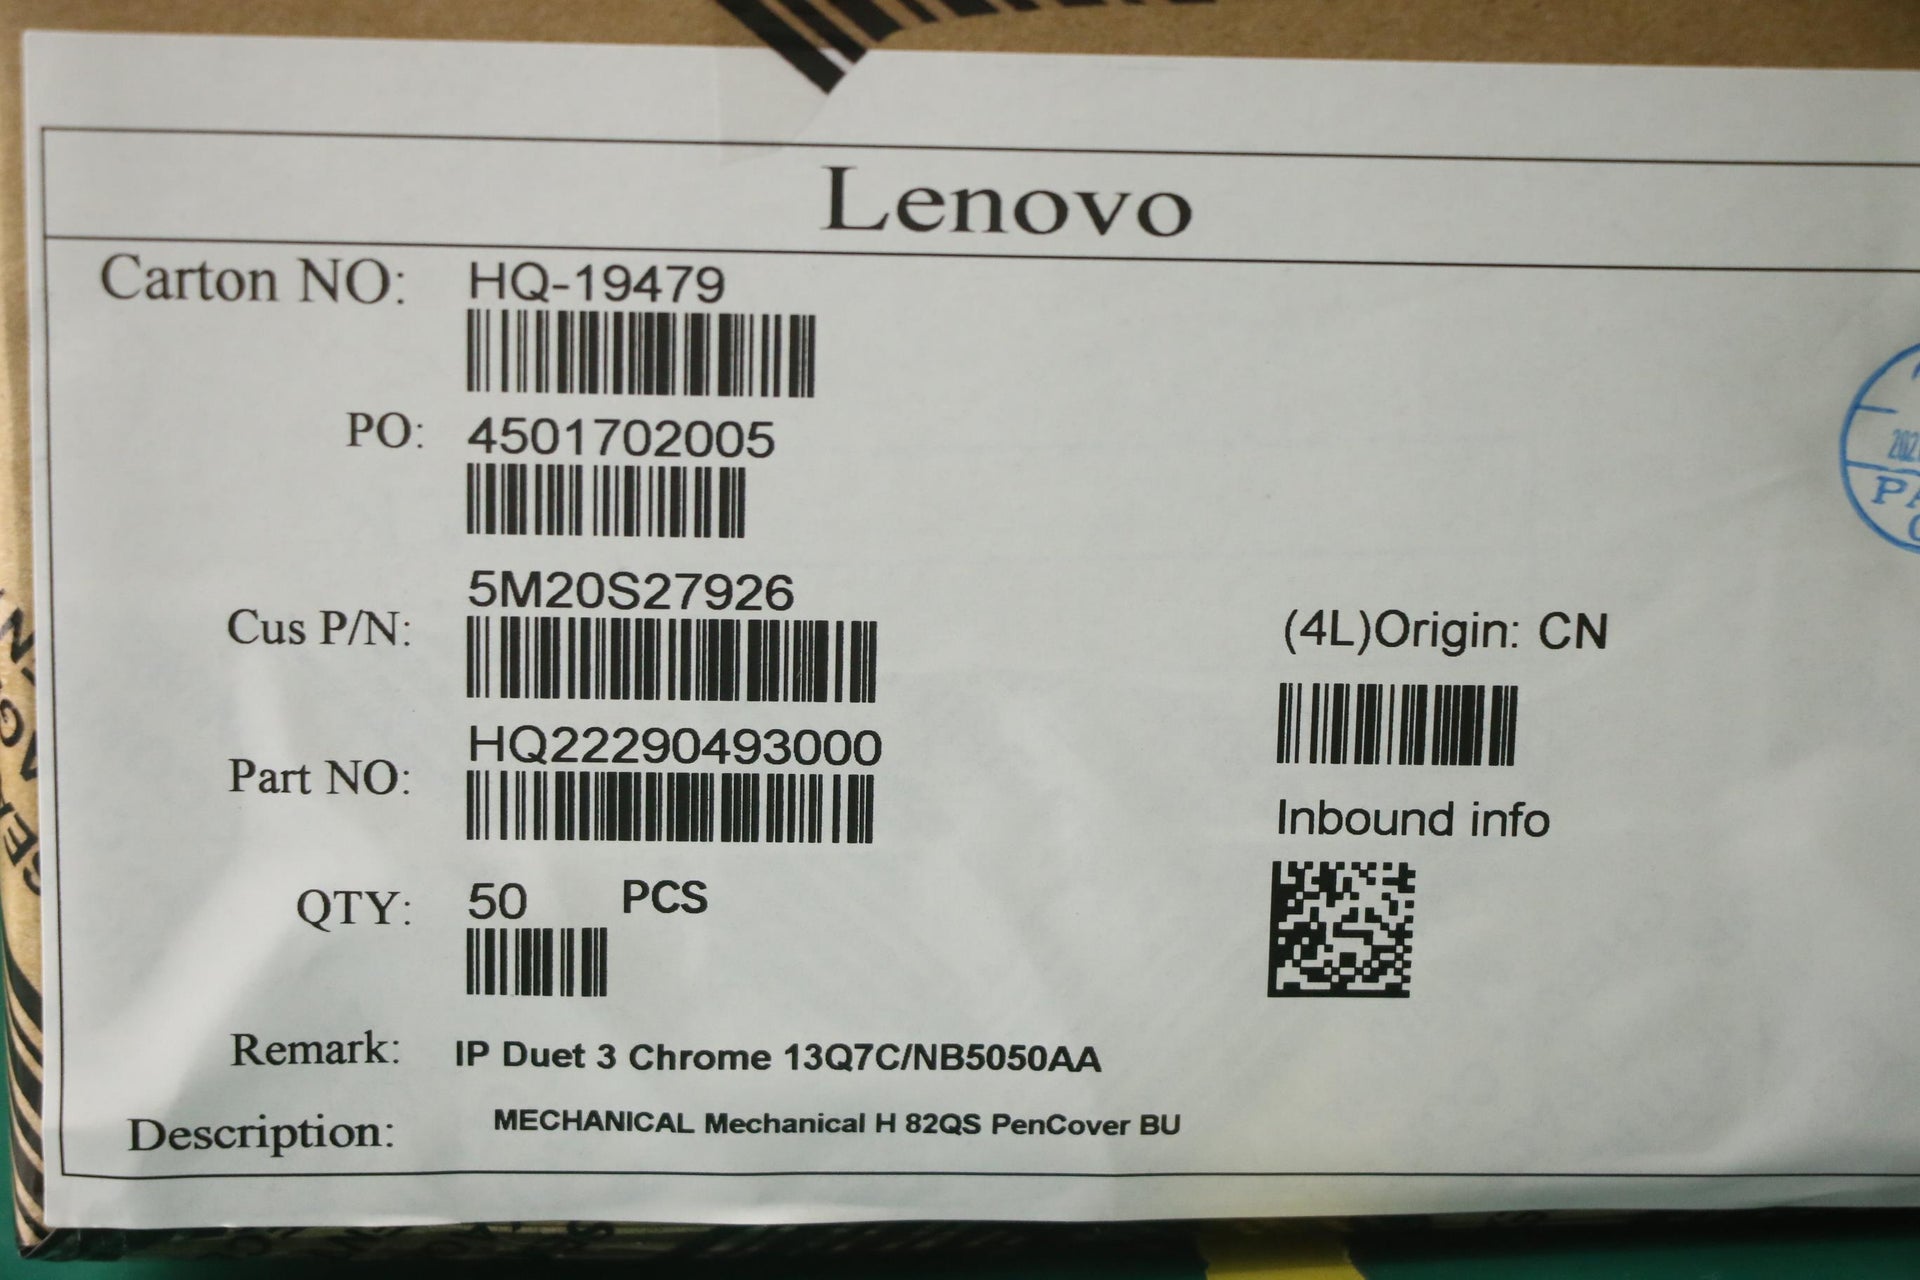 Lenovo
Carton NO: HQ-19479
PO: 4501702005
Cus P/N: 5M20S27926
(4L)Origin: CN
Part NO: HQ22290493000
Inbound info
QTY: 50 PCS
Remark: IP Duet 3 Chrome 13Q7C/NB5050AA
Description: MECHANICAL Mechanical H 82QS PenCover BU